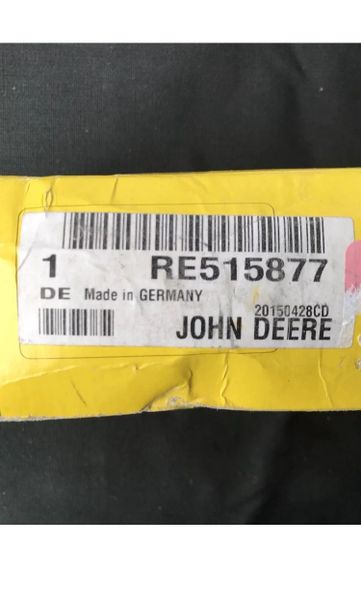 1 RE515877
DE Made in GERMANY
20150428CD
JOHN DEERE